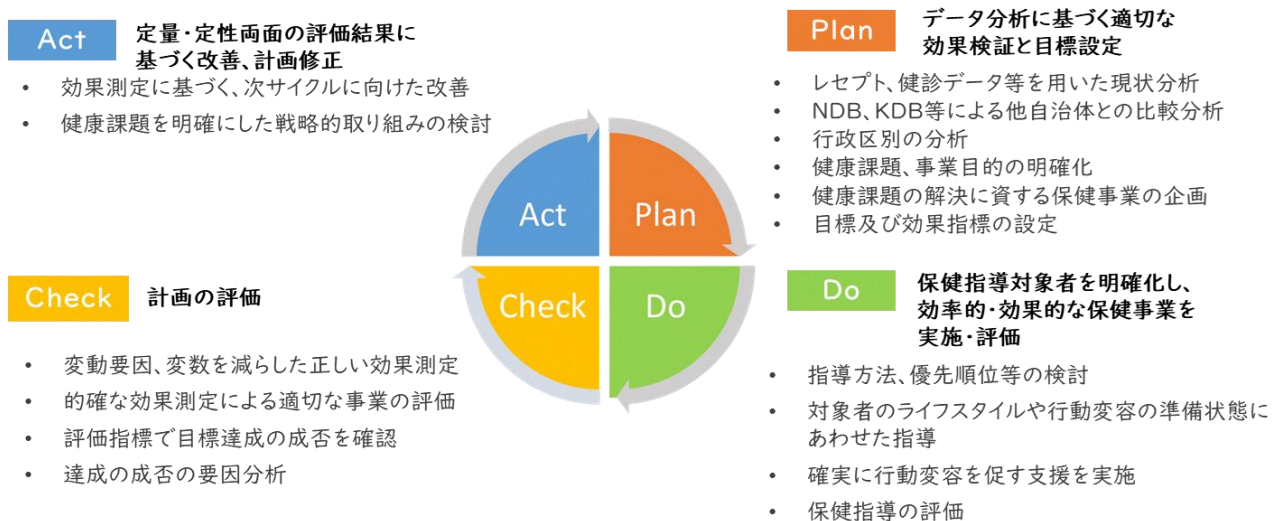 Act
定量・定性両面の評価結果に
基づく改善、計画修正
• 効果測定に基づく、次サイクルに向けた改善
• 健康課題を明確にした戦略的取り組みの検討
Plan
データ分析に基づく適切な
効果検証と目標設定
• レセプト、健診データ等を用いた現状分析
• NDB、KDB等による他自治体との比較分析
• 行政区別の分析
• 健康課題、事業目的の明確化
• 健康課題の解決に資する保健事業の企画
• 目標及び効果指標の設定
Act
Plan
Check
Do
Check
計画の評価
• 変動要因、変数を減らした正しい効果測定
• 的確な効果測定による適切な事業の評価
• 評価指標で目標達成の成否を確認
• 達成の成否の要因分析
Do
保健指導対象者を明確化し、
効率的・効果的な保健事業を
実施・評価
• 指導方法、優先順位等の検討
• 対象者のライフスタイルや行動変容の準備状態に
あわせた指導
• 確実に行動変容を促す支援を実施
• 保健指導の評価